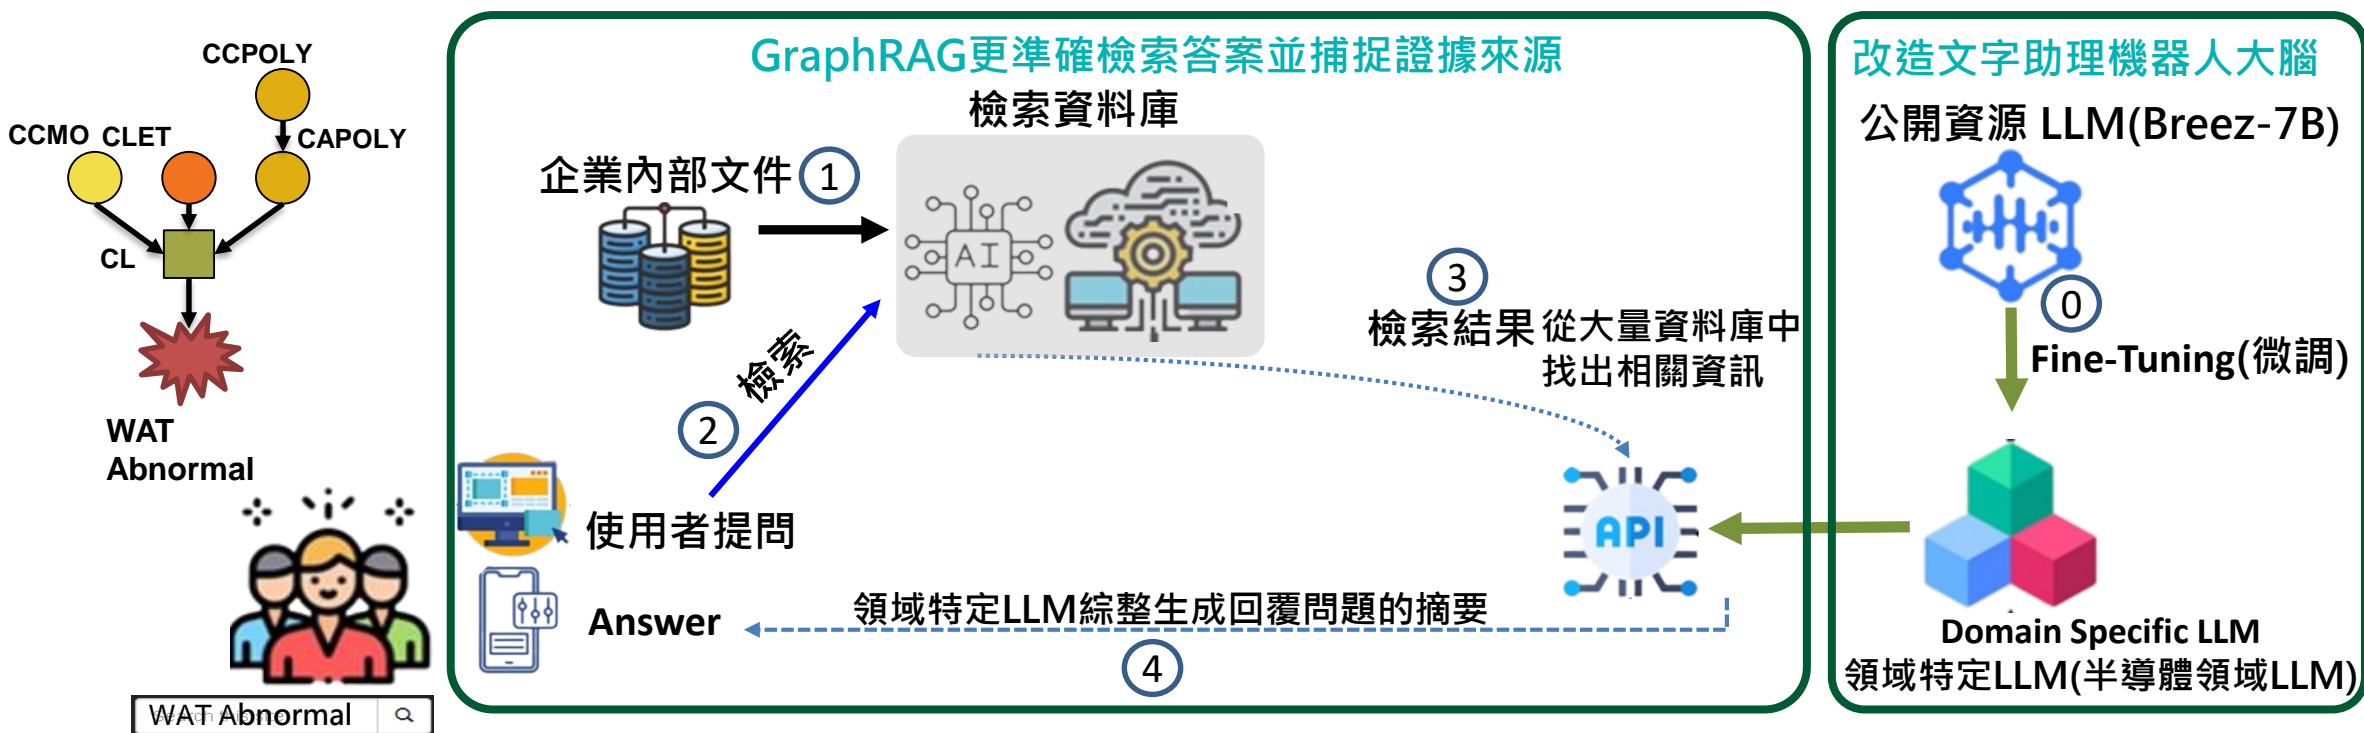 CCPOLY
CCMO CLET
CAPOLY
CL
WAT
Abnormal
WAT Abnormal
GraphRAG更準確檢索答案並捕捉證據來源
檢索資料庫
企業內部文件 1
AI
2 檢索
3
檢索結果 從大量資料庫中
找出相關資訊
使用者提問
API
Answer
領域特定LLM綜整生成回覆問題的摘要
4
改造文字助理機器人大腦
公開資源 LLM(Breez-7B)
0
Fine-Tuning(微調)
Domain Specific LLM
領域特定LLM(半導體領域LLM)